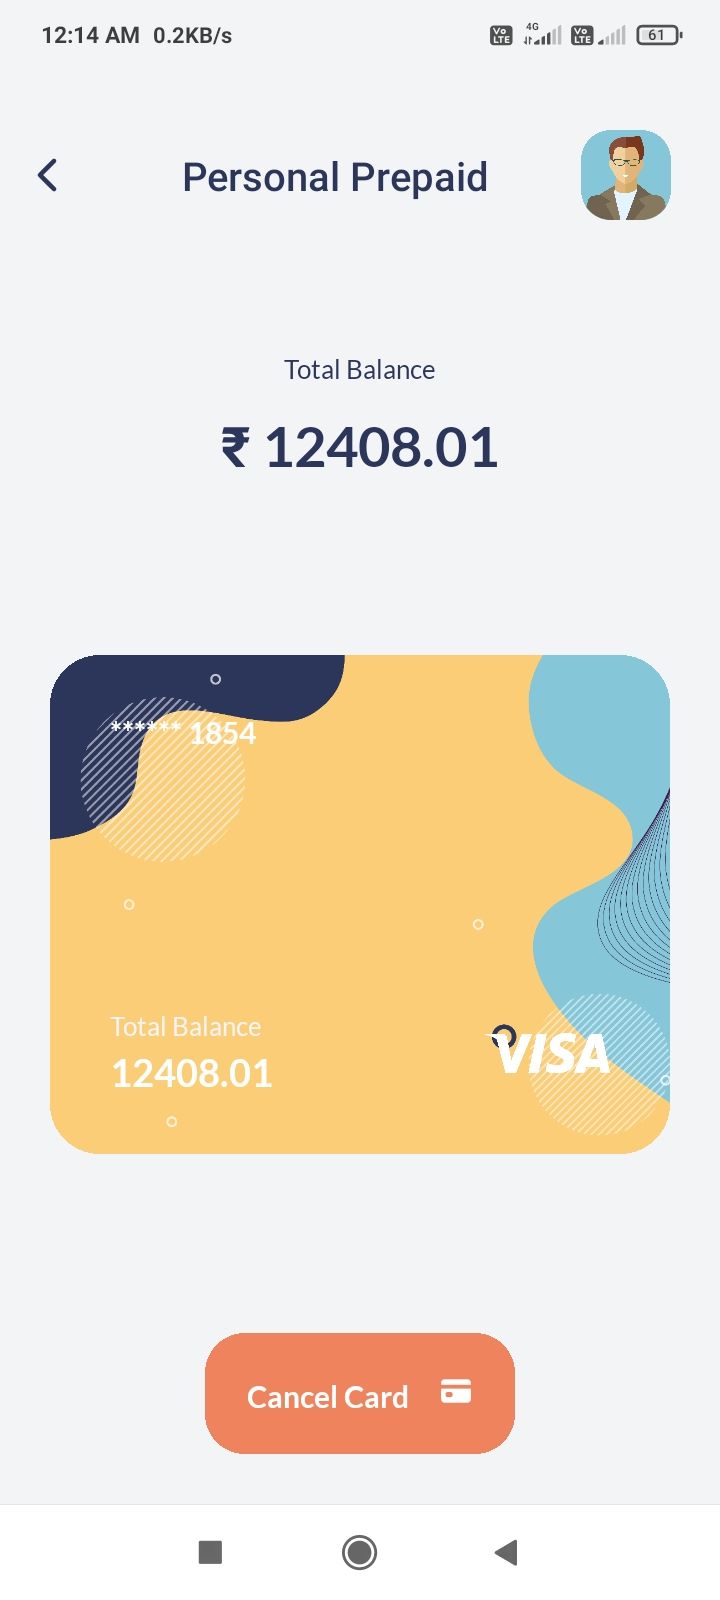 12:14 AM 0.2KB/s
Vo LTE 4G Vo LTE 61
Personal Prepaid
Total Balance
₹ 12408.01
****** 1854
Total Balance
12408.01
VISA
Cancel Card